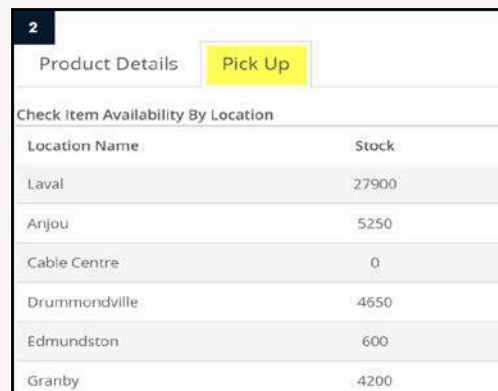 2
Product Details Pick Up
Check Item Availability By Location
Location Name Stock
Laval 27900
Anjou 5250
Cable Centre 0
Drummondville 4650
Edmundston 600
Granby 4200